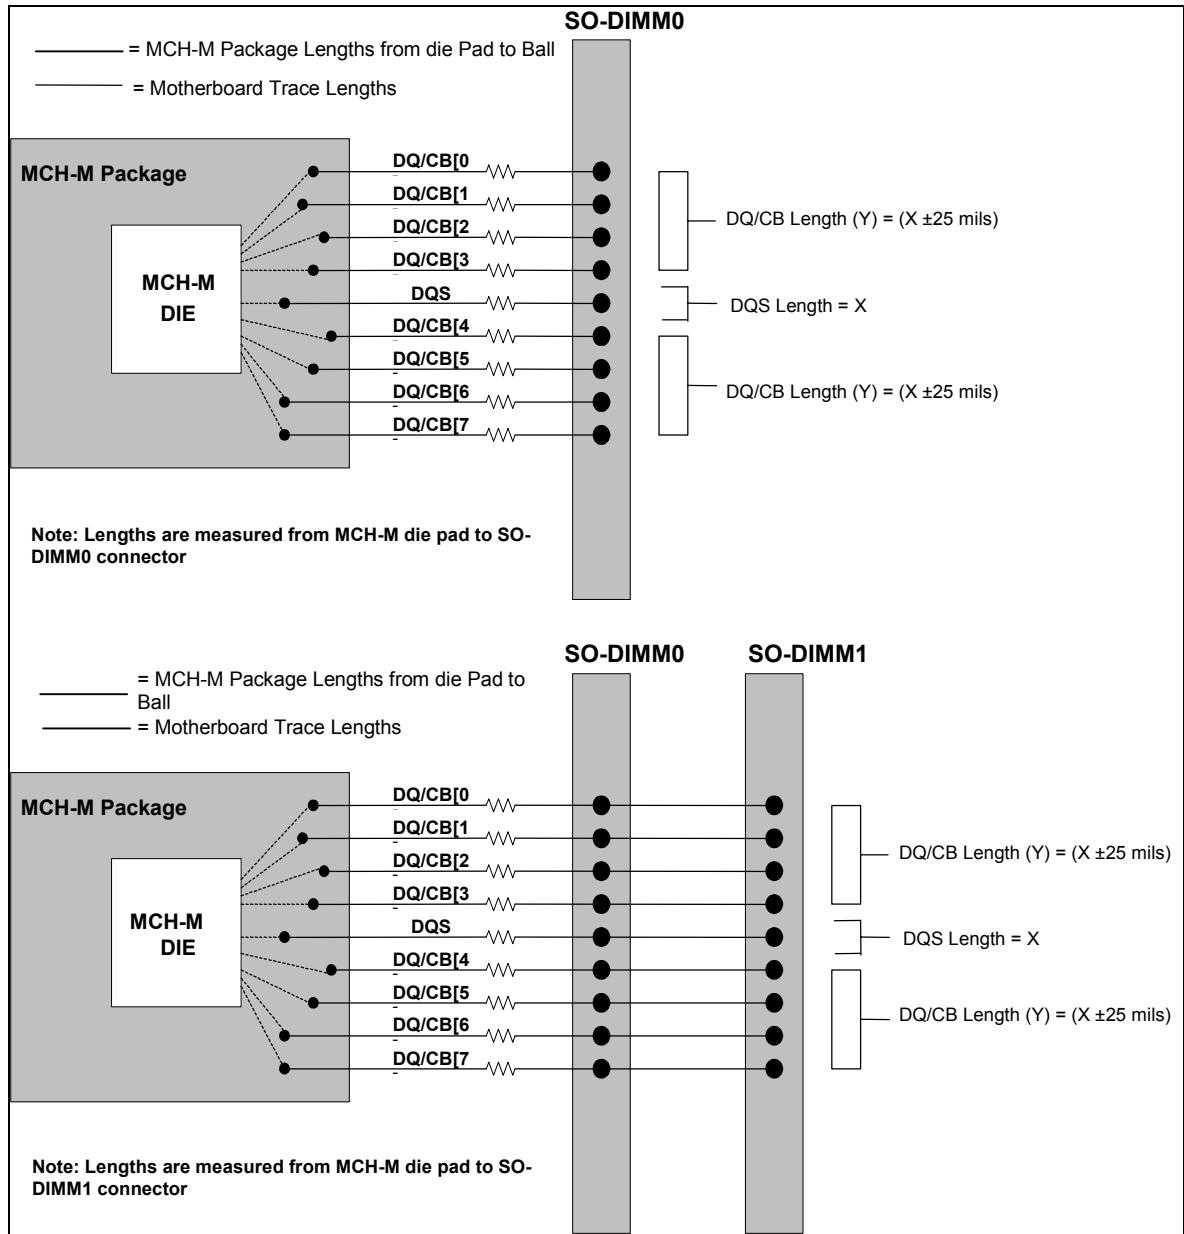 SO-DIMM0
= MCH-M Package Lengths from die Pad to Ball
= Motherboard Trace Lengths
MCH-M Package
MCH-M
DIE
DQ/CB[0
DQ/CB[1
DQ/CB[2
DQ/CB[3
DQS
DQ/CB[4
DQ/CB[5
DQ/CB[6
DQ/CB[7
DQ/CB Length (Y) = (X ±25 mils)
DQS Length = X
DQ/CB Length (Y) = (X ±25 mils)
Note: Lengths are measured from MCH-M die pad to SO-
DIMM0 connector
SO-DIMM0 SO-DIMM1
= MCH-M Package Lengths from die Pad to
Ball
= Motherboard Trace Lengths
MCH-M Package
MCH-M
DIE
DQ/CB[0
DQ/CB[1
DQ/CB[2
DQ/CB[3
DQS
DQ/CB[4
DQ/CB[5
DQ/CB[6
DQ/CB[7
DQ/CB Length (Y) = (X ±25 mils)
DQS Length = X
DQ/CB Length (Y) = (X ±25 mils)
Note: Lengths are measured from MCH-M die pad to SO-
DIMM1 connector